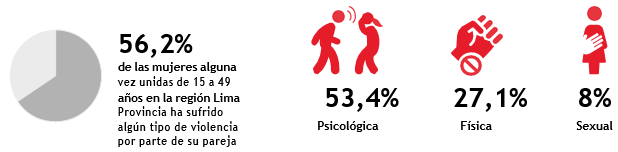 56,2%
de las mujeres alguna
vez unidas de 15 a 49
años en la región Lima
Provincia ha sufrido
algún tipo de violencia
por parte de su pareja
53,4%
Psicológica
27,1%
Física
8%
Sexual